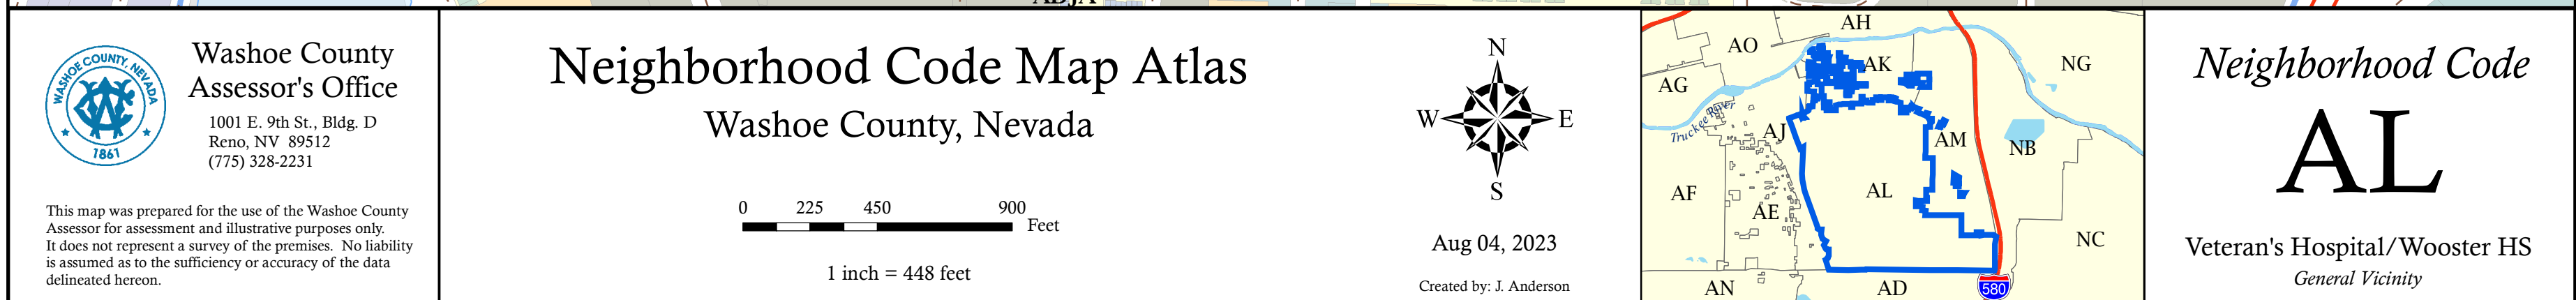 ADJA
WASHOE COUNTY, NEVADA
1861
Washoe County
Assessor's Office
1001 E. 9th St., Bldg. D
Reno, NV  89512
(775) 328-2231
This map was prepared for the use of the Washoe County
Assessor for assessment and illustrative purposes only.
It does not represent a survey of the premises.  No liability
is assumed as to the sufficiency or accuracy of the data
delineated hereon.
Neighborhood Code Map Atlas
Washoe County, Nevada
0 225 450 900
Feet
1 inch = 448 feet
N
W E
S
Aug 04, 2023
Created by: J. Anderson
AH
AO
AK
NG
AG
Truckee River
AJ
AM
NB
AF
AL
AE
NC
AN
AD
580
Neighborhood Code
AL
Veteran's Hospital/Wooster HS
General Vicinity